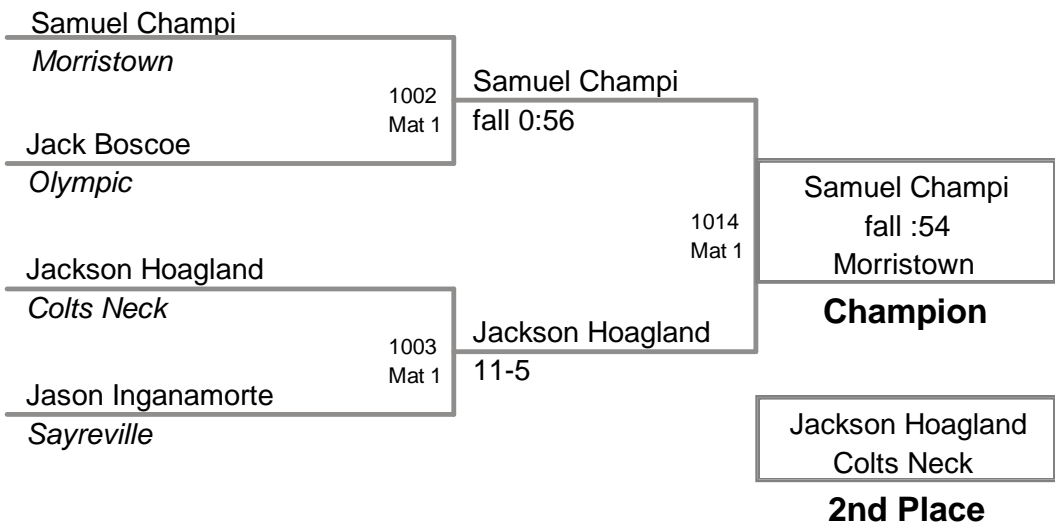 Samuel Champi
Morristown
1002
Mat 1
Jack Boscoe
Olympic
Samuel Champi
fall 0:56
Jackson Hoagland
Colts Neck
1003
Mat 1
Jason Inganamorte
Sayreville
Jackson Hoagland
11-5
1014
Mat 1
Samuel Champi
fall :54
Morristown
Champion
Jackson Hoagland
Colts Neck
2nd Place